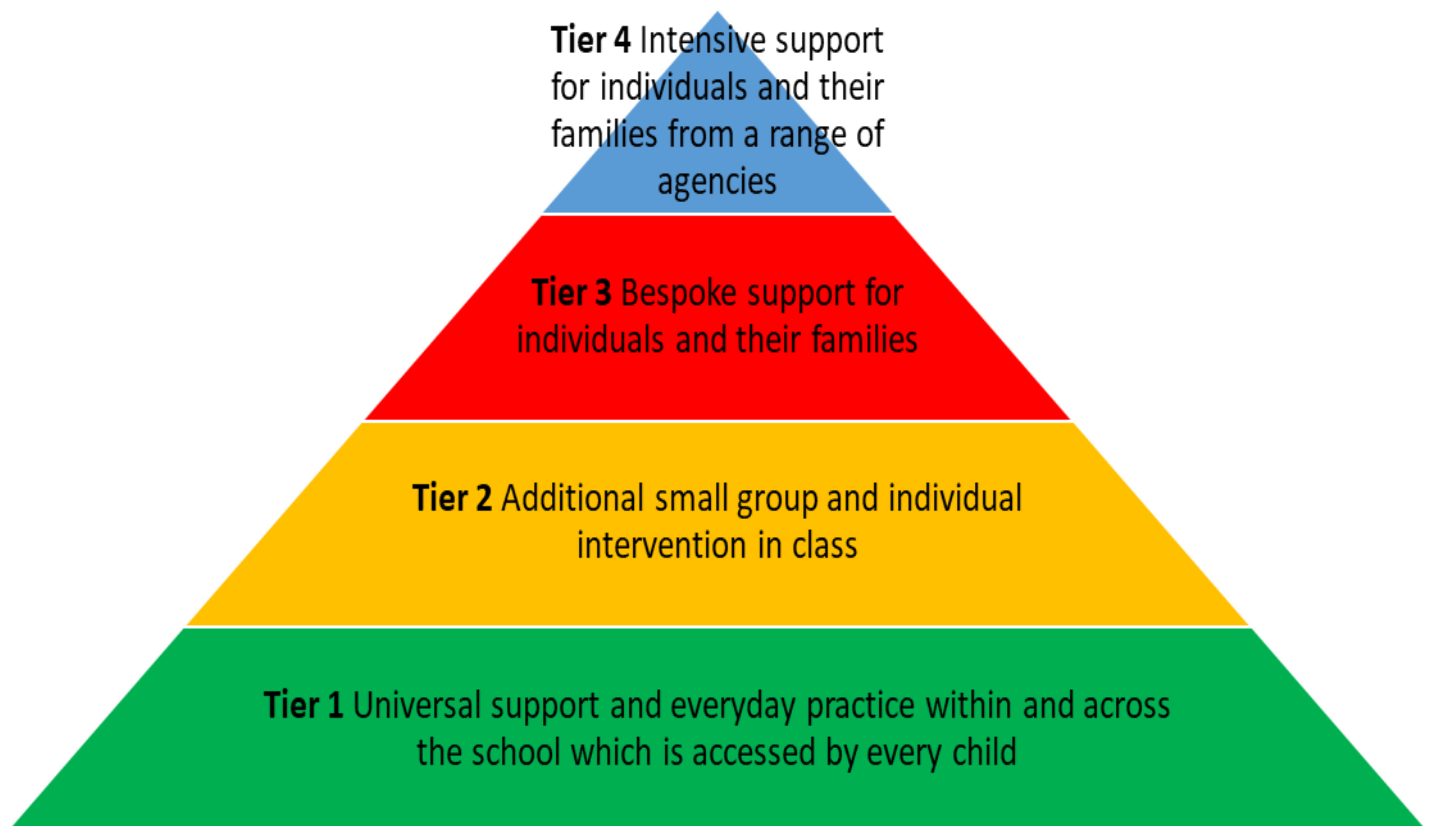 Tier 4 Intensive support
for individuals and their
families from a range of
agencies
Tier 3 Bespoke support for
individuals and their families
Tier 2 Additional small group and individual
intervention in class
Tier 1 Universal support and everyday practice within and across
the school which is accessed by every child